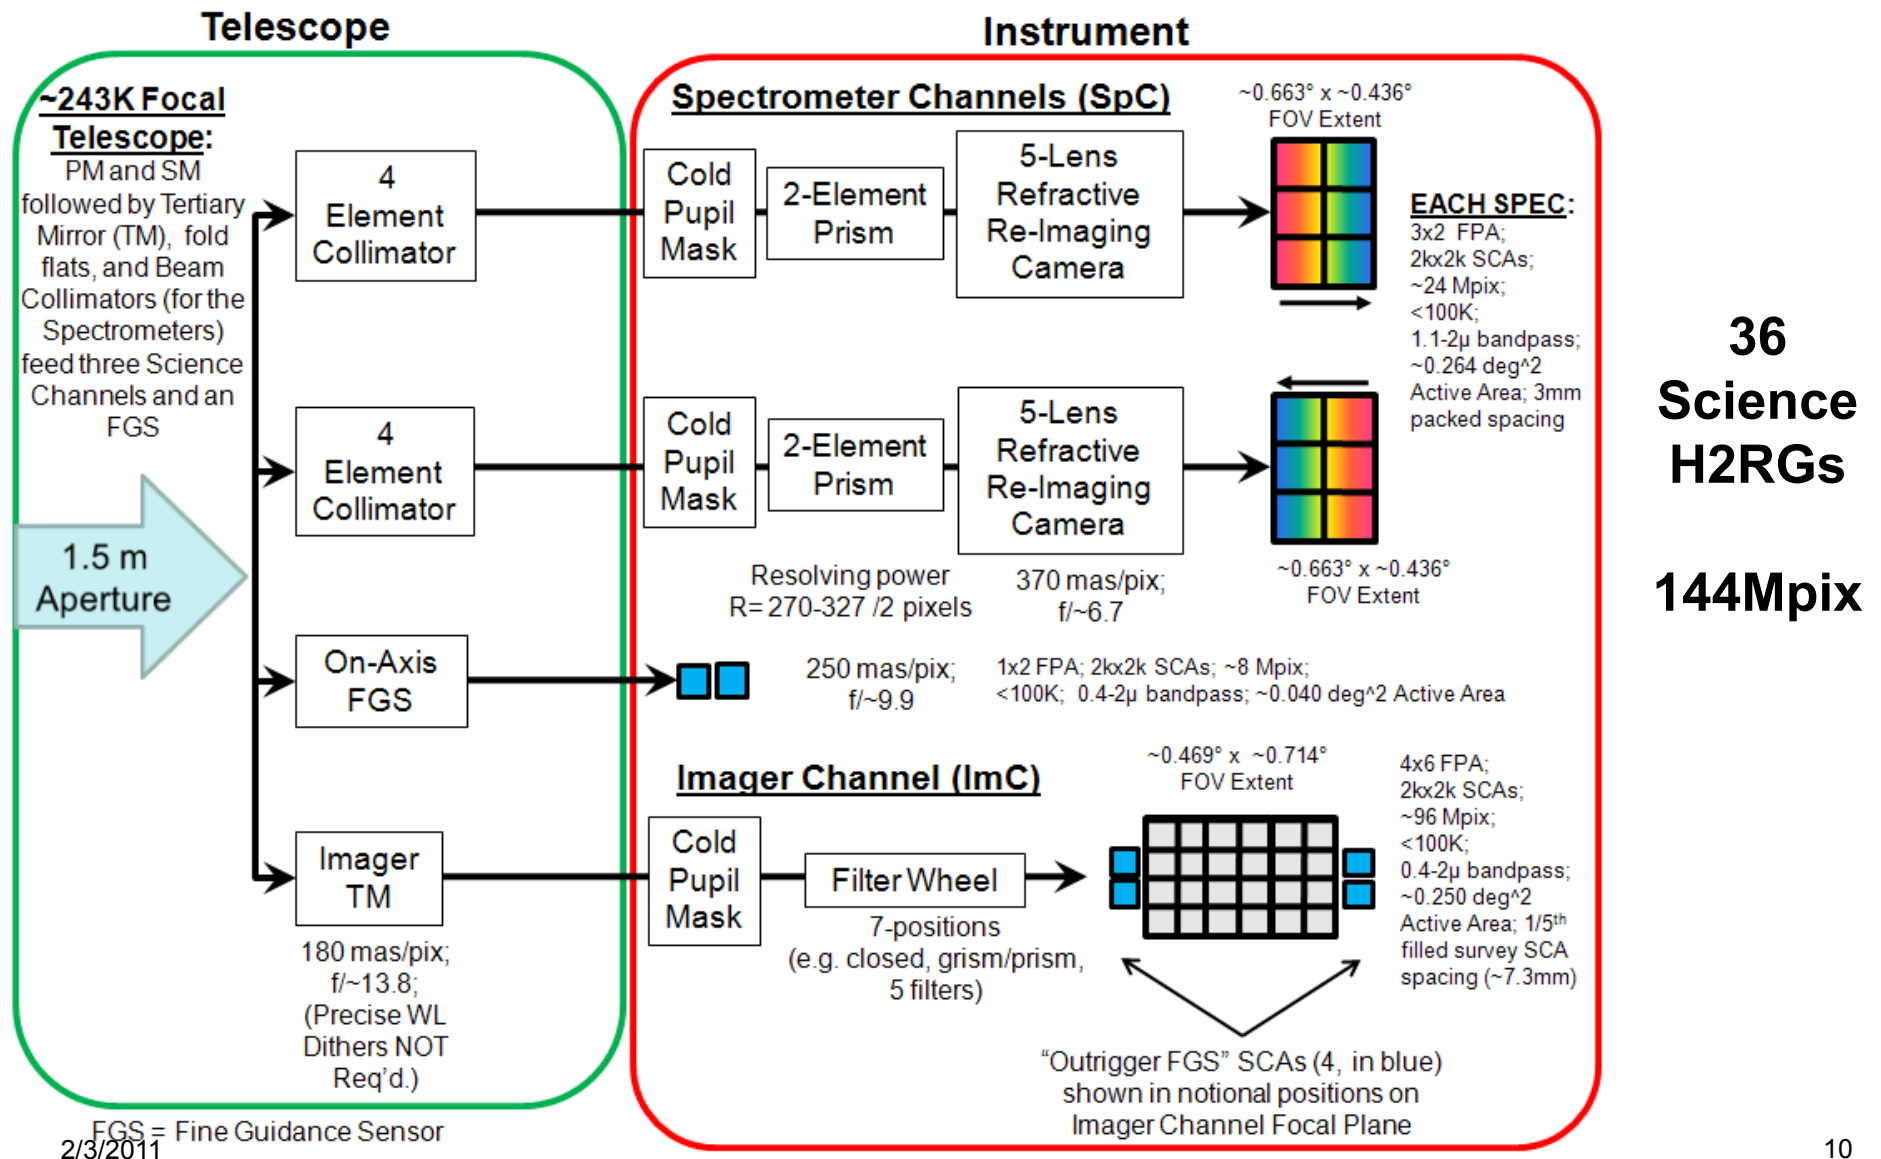 Telescope
Instrument
~243K Focal
Telescope:
PM and SM
followed by Tertiary
Mirror (TM), fold
flats, and Beam
Collimators (for the
Spectrometers)
feed three Science
Channels and an
FGS
1.5 m
Aperture
4
Element
Collimator
4
Element
Collimator
On-Axis
FGS
Imager
TM
180 mas/pix;
f/~13.8;
(Precise WL
Dithers NOT
Req'd.)
Spectrometer Channels (SpC)
Cold
Pupil
Mask
2-Element
Prism
5-Lens
Refractive
Re-Imaging
Camera
~0.663° x ~0.436°
FOV Extent
EACH SPEC:
3x2 FPA;
2kx2k SCAs;
~24 Mpix;
<100K;
1.1-2µ bandpass;
~0.264 deg^2
Active Area; 3mm
packed spacing
Cold
Pupil
Mask
2-Element
Prism
5-Lens
Refractive
Re-Imaging
Camera
~0.663° x ~0.436°
FOV Extent
Resolving power
R= 270-327 /2 pixels
370 mas/pix;
f/~6.7
250 mas/pix;
f/~9.9
1x2 FPA; 2kx2k SCAs; ~8 Mpix;
<100K; 0.4-2µ bandpass; ~0.040 deg^2 Active Area
Imager Channel (ImC)
Cold
Pupil
Mask
Filter Wheel
7-positions
(e.g. closed, grism/prism,
5 filters)
~0.469° x ~0.714°
FOV Extent
4x6 FPA;
2kx2k SCAs;
~96 Mpix;
<100K;
0.4-2µ bandpass;
~0.250 deg^2
Active Area; 1/5th
filled survey SCA
spacing (~7.3mm)
“Outrigger FGS” SCAs (4, in blue)
shown in notional positions on
Imager Channel Focal Plane
36
Science
H2RGs
144Mpix
FGS = Fine Guidance Sensor
2/3/2011
10